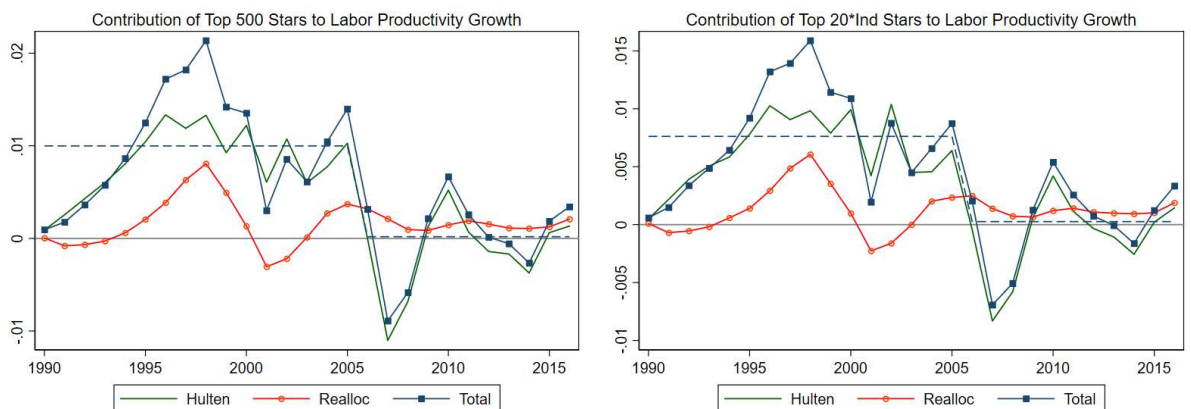 Contribution of Top 500 Stars to Labor Productivity Growth
.02
.01
0
-.01
1990 1995 2000 2005 2010 2015
Hulten Realloc Total
Contribution of Top 20*Ind Stars to Labor Productivity Growth
.015
.01
.005
0
-.005
-.01
1990 1995 2000 2005 2010 2015
Hulten Realloc Total